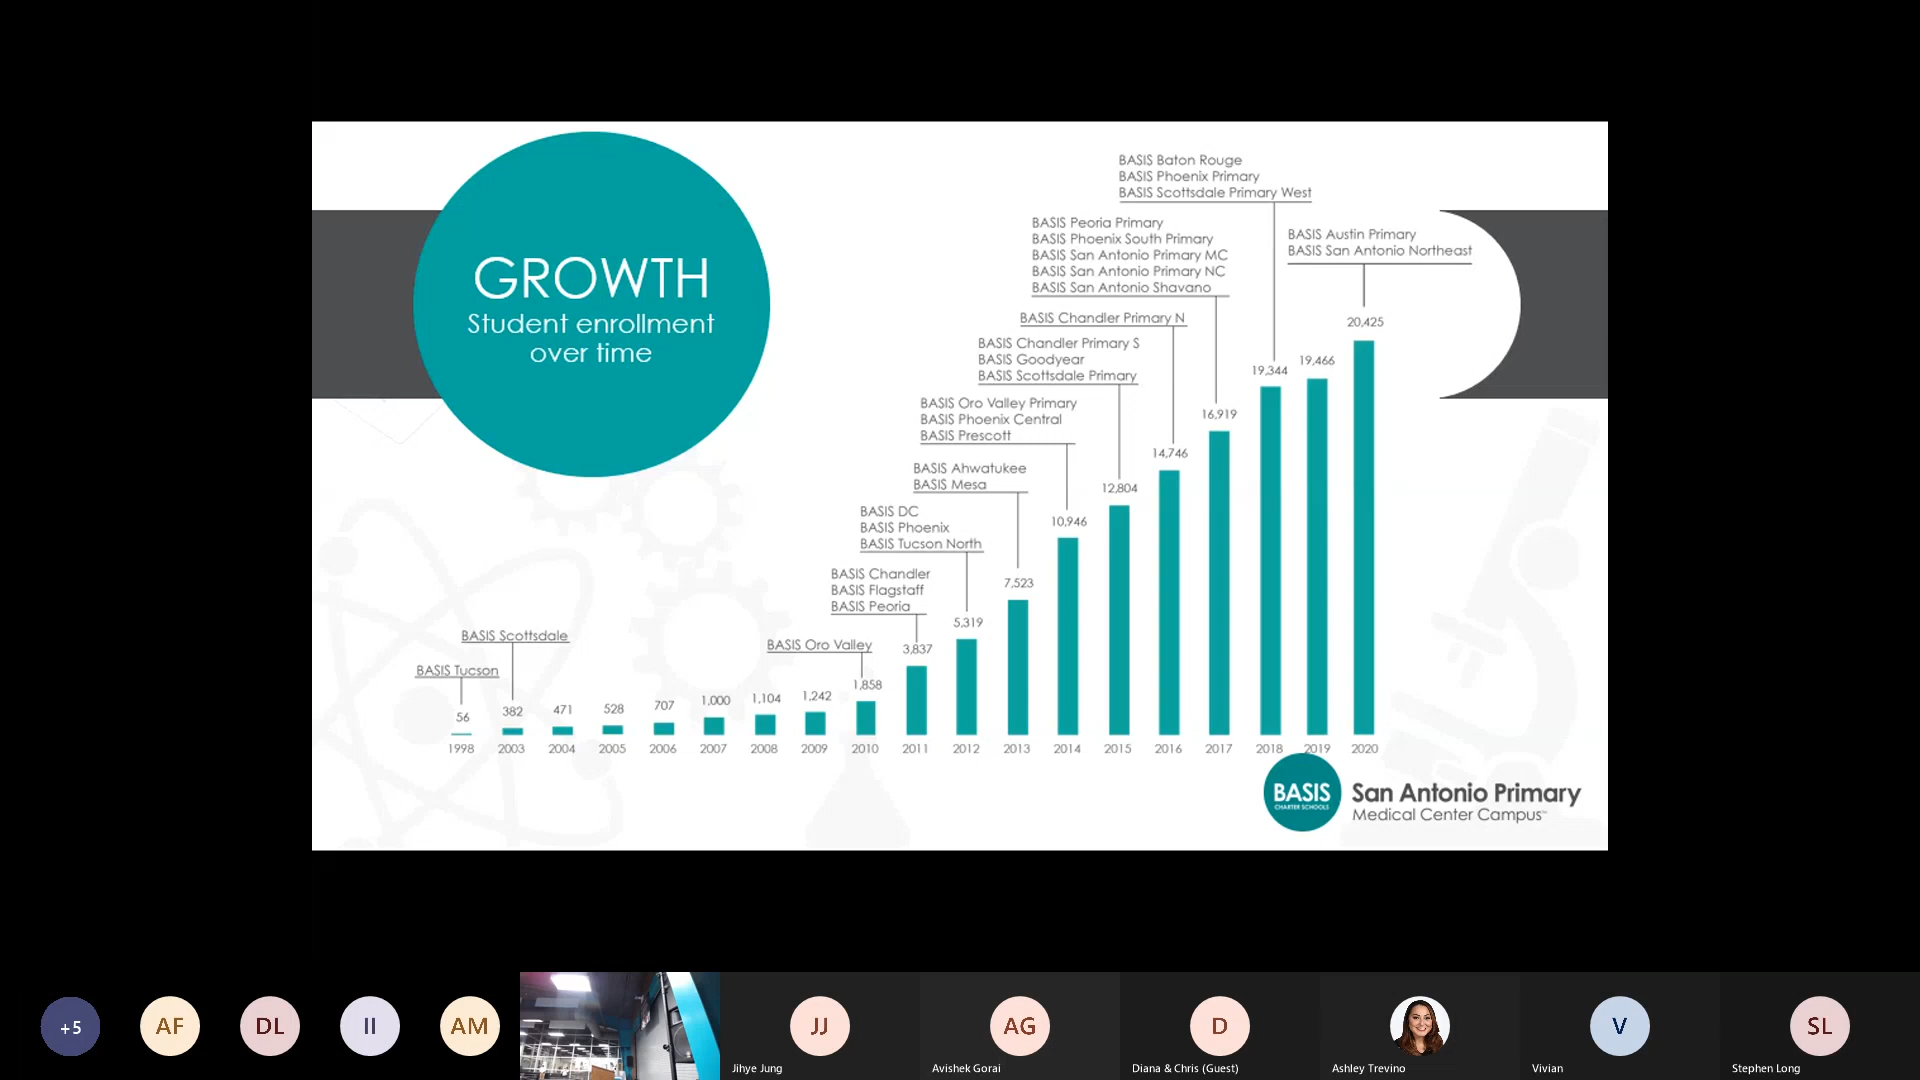 GROWTH
Student enrollment
over time
BASIS Baton Rouge
BASIS Phoenix Primary
BASIS Scottsdale Primary West
BASIS Peoria Primary
BASIS Phoenix South Primary
BASIS San Antonio Primary MC
BASIS San Antonio Primary NC
BASIS San Antonio Shavano
BASIS Austin Primary
BASIS San Antonio Northeast
BASIS Chandler Primary N
BASIS Chandler Primary S
BASIS Goodyear
BASIS Scottsdale Primary
BASIS Oro Valley Primary
BASIS Phoenix Central
BASIS Prescott
BASIS Ahwatukee
BASIS Mesa
BASIS DC
BASIS Phoenix
BASIS Tucson North
BASIS Chandler
BASIS Flagstaff
BASIS Peoria
BASIS Oro Valley
BASIS Scottsdale
BASIS Tucson
56 382 471 528 707 1,000 1,104 1,242 1,858 3,837 5,319 7,523 10,946 12,804 14,746 16,919 19,344 19,466 20,425
1998 2003 2004 2005 2006 2007 2008 2009 2010 2011 2012 2013 2014 2015 2016 2017 2018 2019 2020
BASIS
CHARTER SCHOOLS
San Antonio Primary
Medical Center Campus
+5 AF DL II AM JJ AG D V SL
Jihye Jung Avishek Gorai Diana & Chris (Guest) Ashley Trevino Vivian Stephen Long